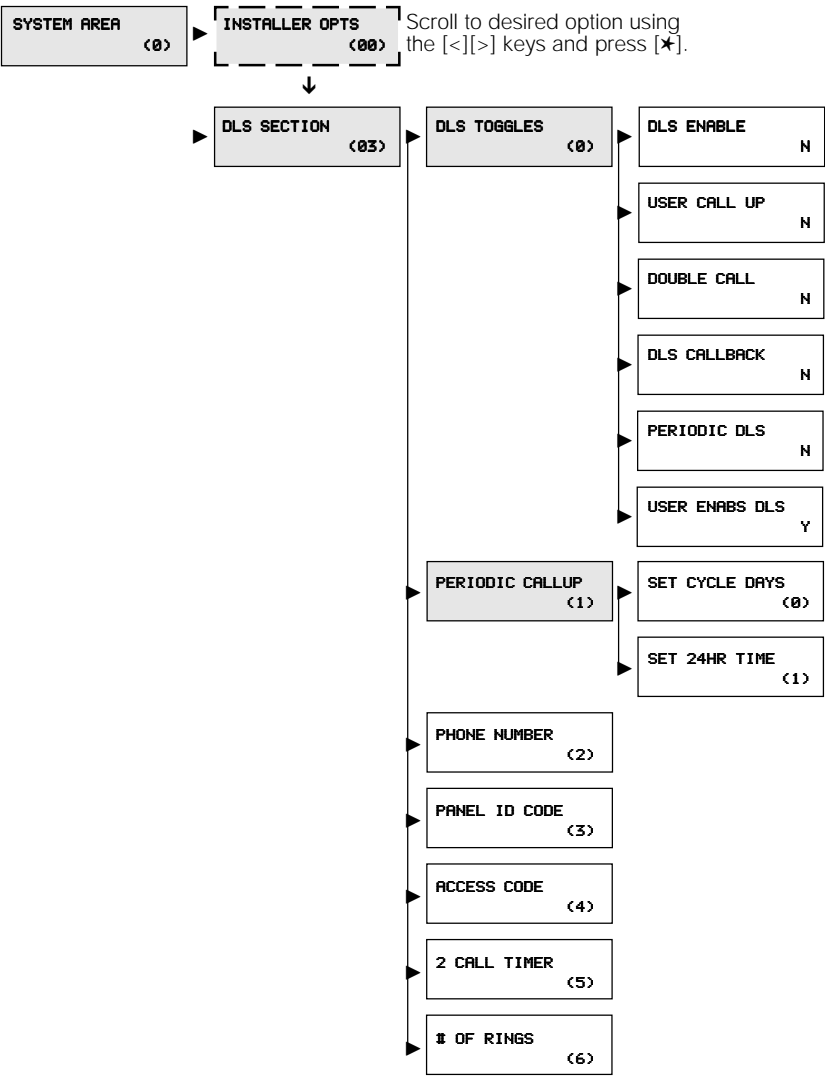 SYSTEM AREA
(0)
INSTALLER OPTS
(00)
Scroll to desired option using
the [<][>] keys and press [✶].
DLS SECTION
(03)
DLS TOGGLES
(0)
DLS ENABLE
N
USER CALL UP
N
DOUBLE CALL
N
DLS CALLBACK
N
PERIODIC DLS
N
USER ENABS DLS
Y
PERIODIC CALLUP
(1)
SET CYCLE DAYS
(0)
SET 24HR TIME
(1)
PHONE NUMBER
(2)
PANEL ID CODE
(3)
ACCESS CODE
(4)
2 CALL TIMER
(5)
# OF RINGS
(6)